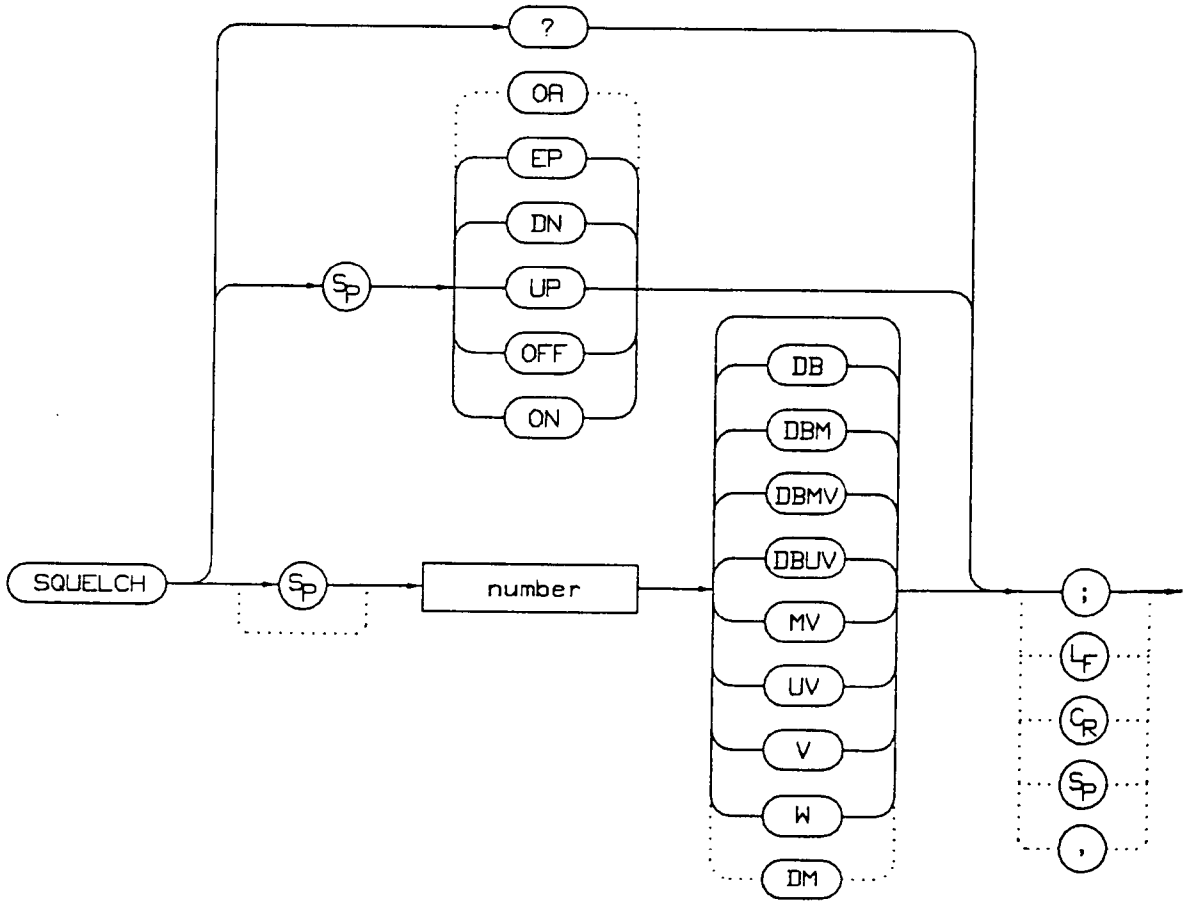 ?
OA
EP
DN
SP
UP
OFF
DB
ON
DBM
DBMV
DBUV
SQUELCH
SP
number
;
MV
LF
UV
CR
V
SP
W
,
DM